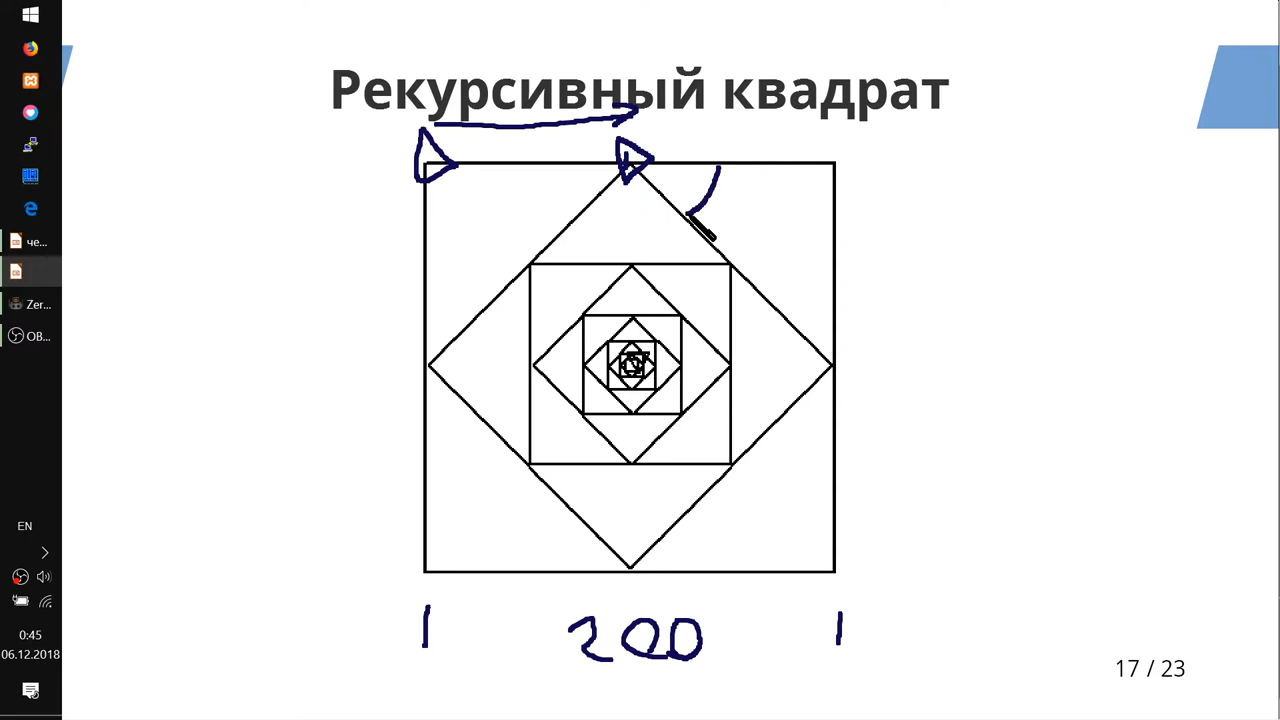 Рекурсивный квадрат
че...
Zer...
OB...
EN
0:45
06.12.2018
200
17 / 23